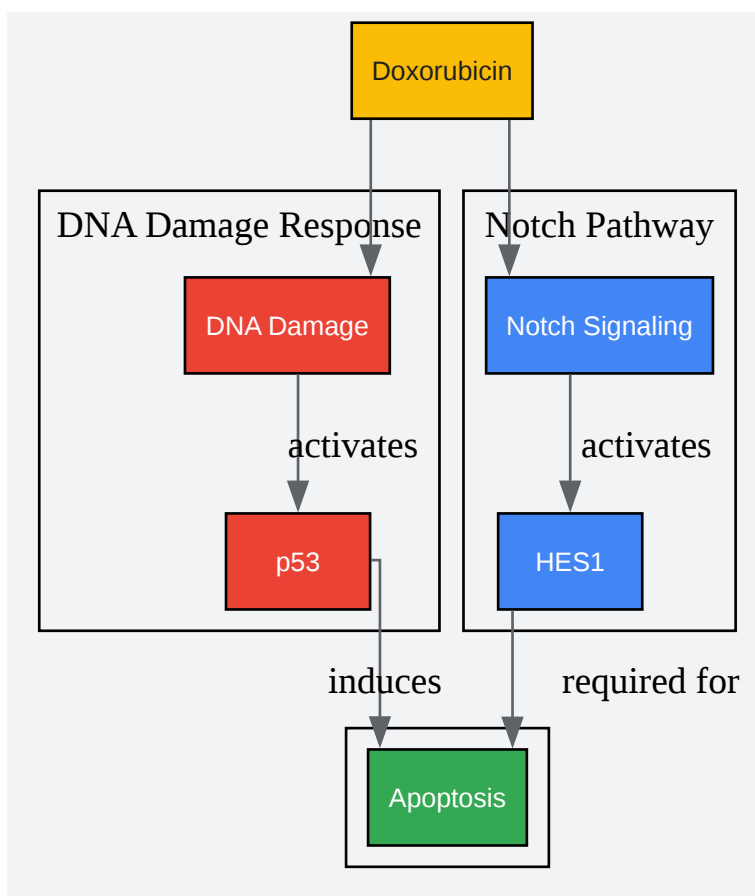 Doxorubicin
DNA Damage Response
Notch Pathway
DNA Damage
Notch Signaling
activates
activates
p53
HES1
induces
required for
Apoptosis